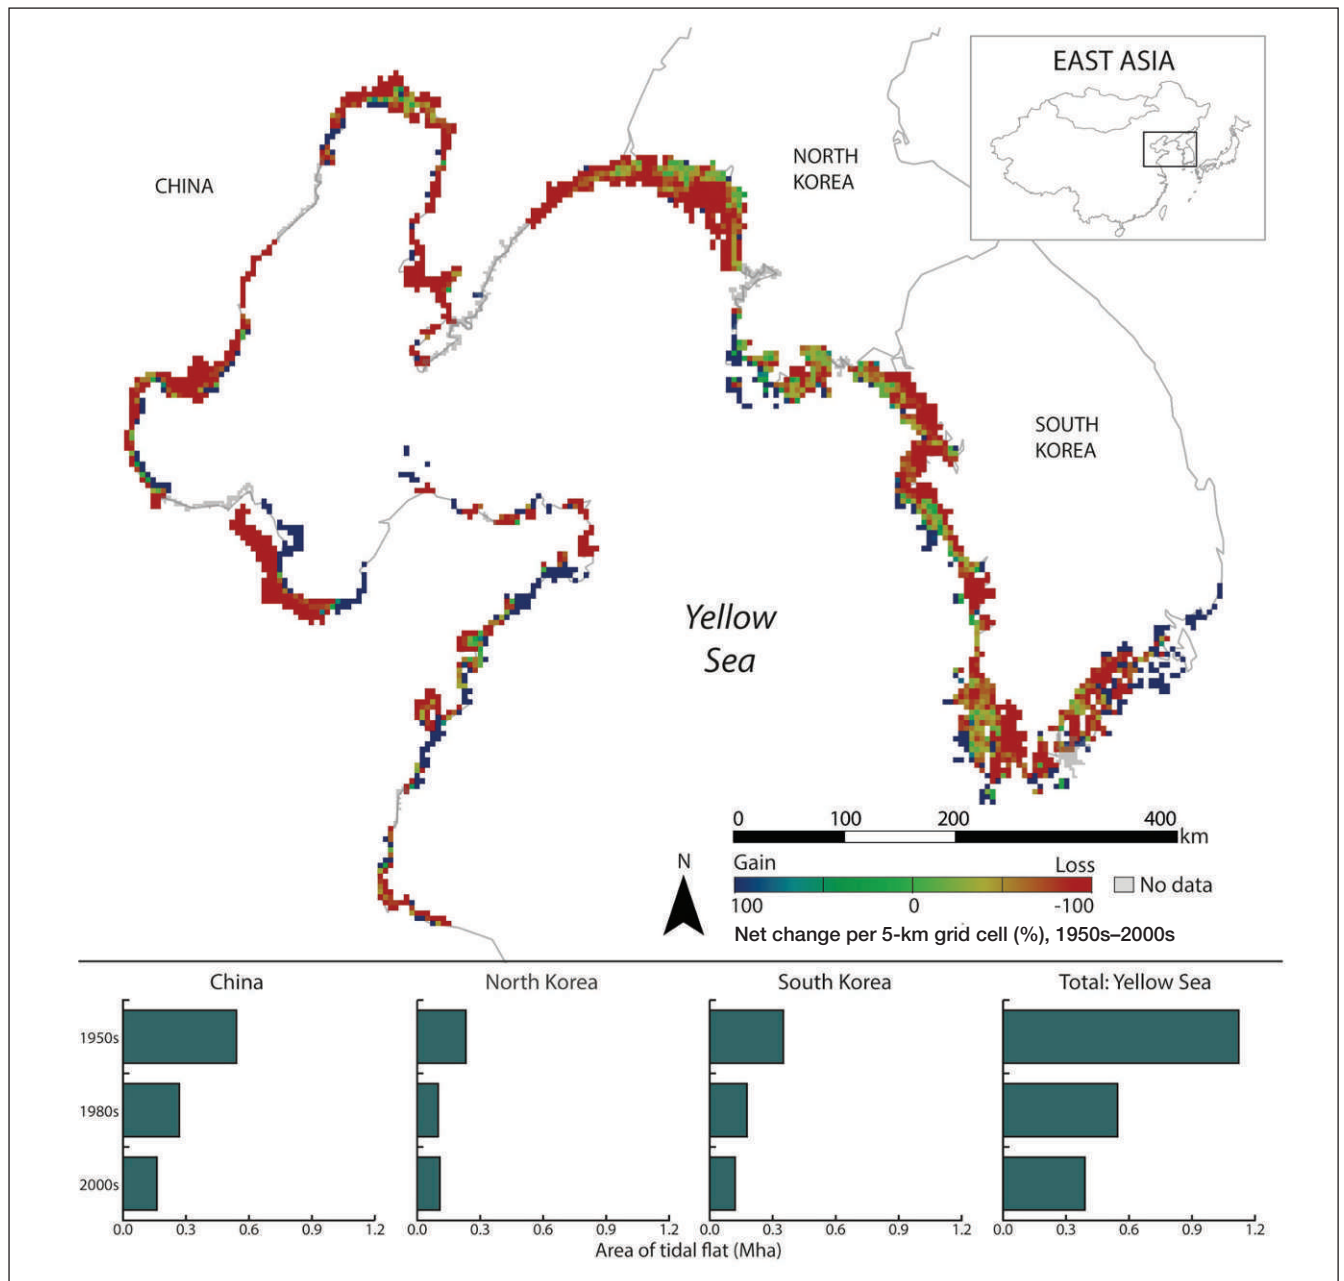 EAST ASIA
NORTH
KOREA
CHINA
SOUTH
KOREA
Yellow
Sea
0 100 200 400
km
N
Gain Loss
No data
100 0 -100
Net change per 5-km grid cell (%), 1950s–2000s
China North Korea South Korea Total: Yellow Sea
1950s
1980s
2000s
0.0 0.3 0.6 0.9 1.2 0.0 0.3 0.6 0.9 1.2 0.0 0.3 0.6 0.9 1.2 0.0 0.3 0.6 0.9 1.2
Area of tidal flat (Mha)